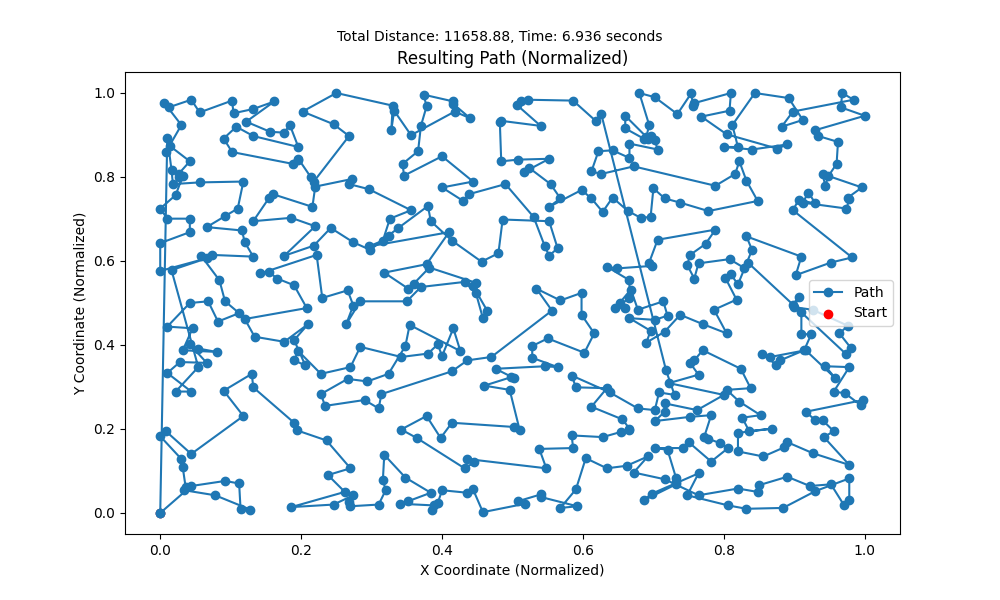 Total Distance: 11658.88, Time: 6.936 seconds
Resulting Path (Normalized)
Y Coordinate (Normalized)
1.0
0.8
0.6
0.4
0.2
0.0
Path
Start
0.0 0.2 0.4 0.6 0.8 1.0
X Coordinate (Normalized)